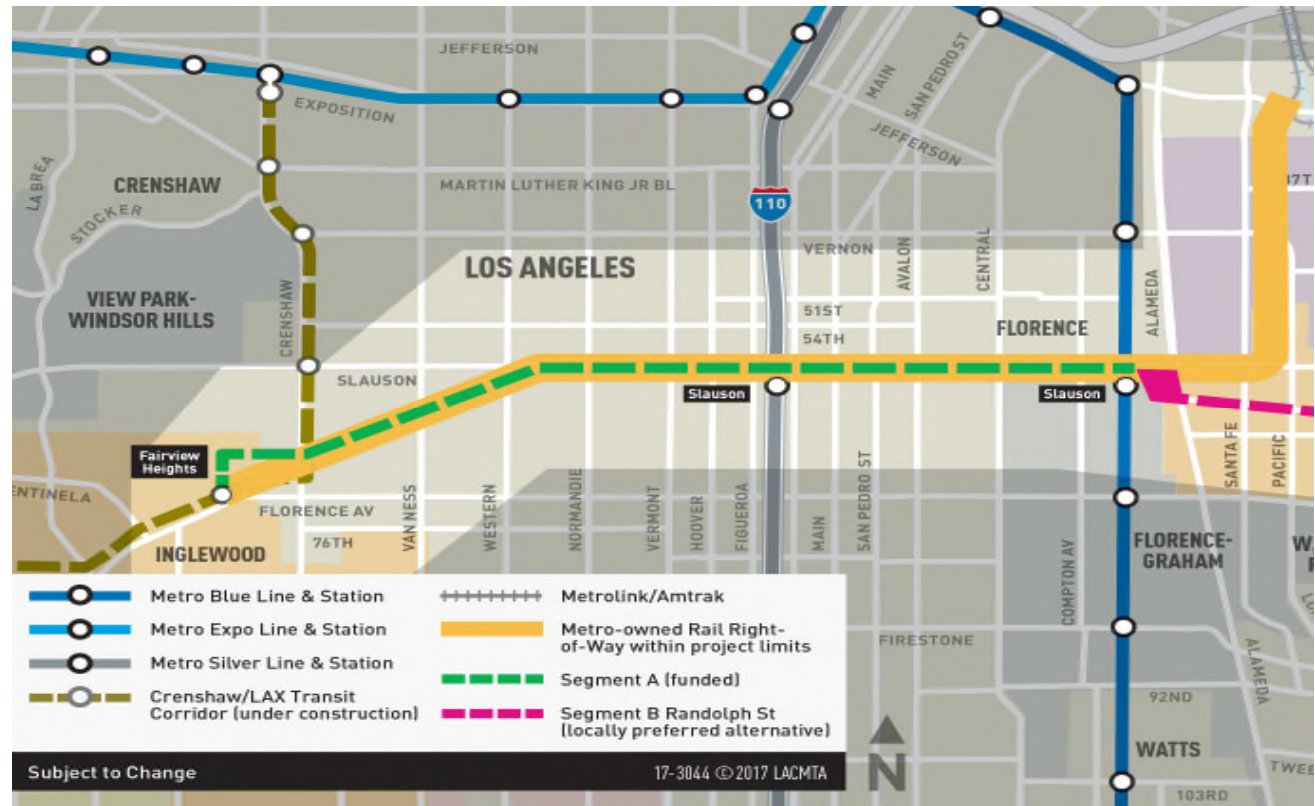 JEFFERSON
MAIN
SAN PEDRO ST
EXPOSITION
JEFFERSON
LA BREA
CRENSHAW
MARTIN LUTHER KING JR BL
STOCKER
110
VERNON
AVALON
CENTRAL
LOS ANGELES
VIEW PARK-
WINDSOR HILLS
CRENSHAW
51ST
54TH
FLORENCE
ALAMEDA
SLAUSON
Slauson
Slauson
Fairview
Heights
FLORENCE AV
76TH
INGLEWOOD
VAN NESS
WESTERN
NORMANDIE
VERMONT
HOOVER
FIGUEROA
MAIN
SAN PEDRO ST
COMPTON AV
SANTA FE
PACIFIC
FLORENCE-
GRAHAM
FIRESTONE
ALAMEDA
92ND
WATTS
103RD
Metro Blue Line & Station
Metro Expo Line & Station
Metro Silver Line & Station
Crenshaw/LAX Transit
Corridor (under construction)
Metrolink/Amtrak
Metro-owned Rail Right-
of-Way within project limits
Segment A (funded)
Segment B Randolph St
(locally preferred alternative)
N
Subject to Change
17-3044 © 2017 LACMTA